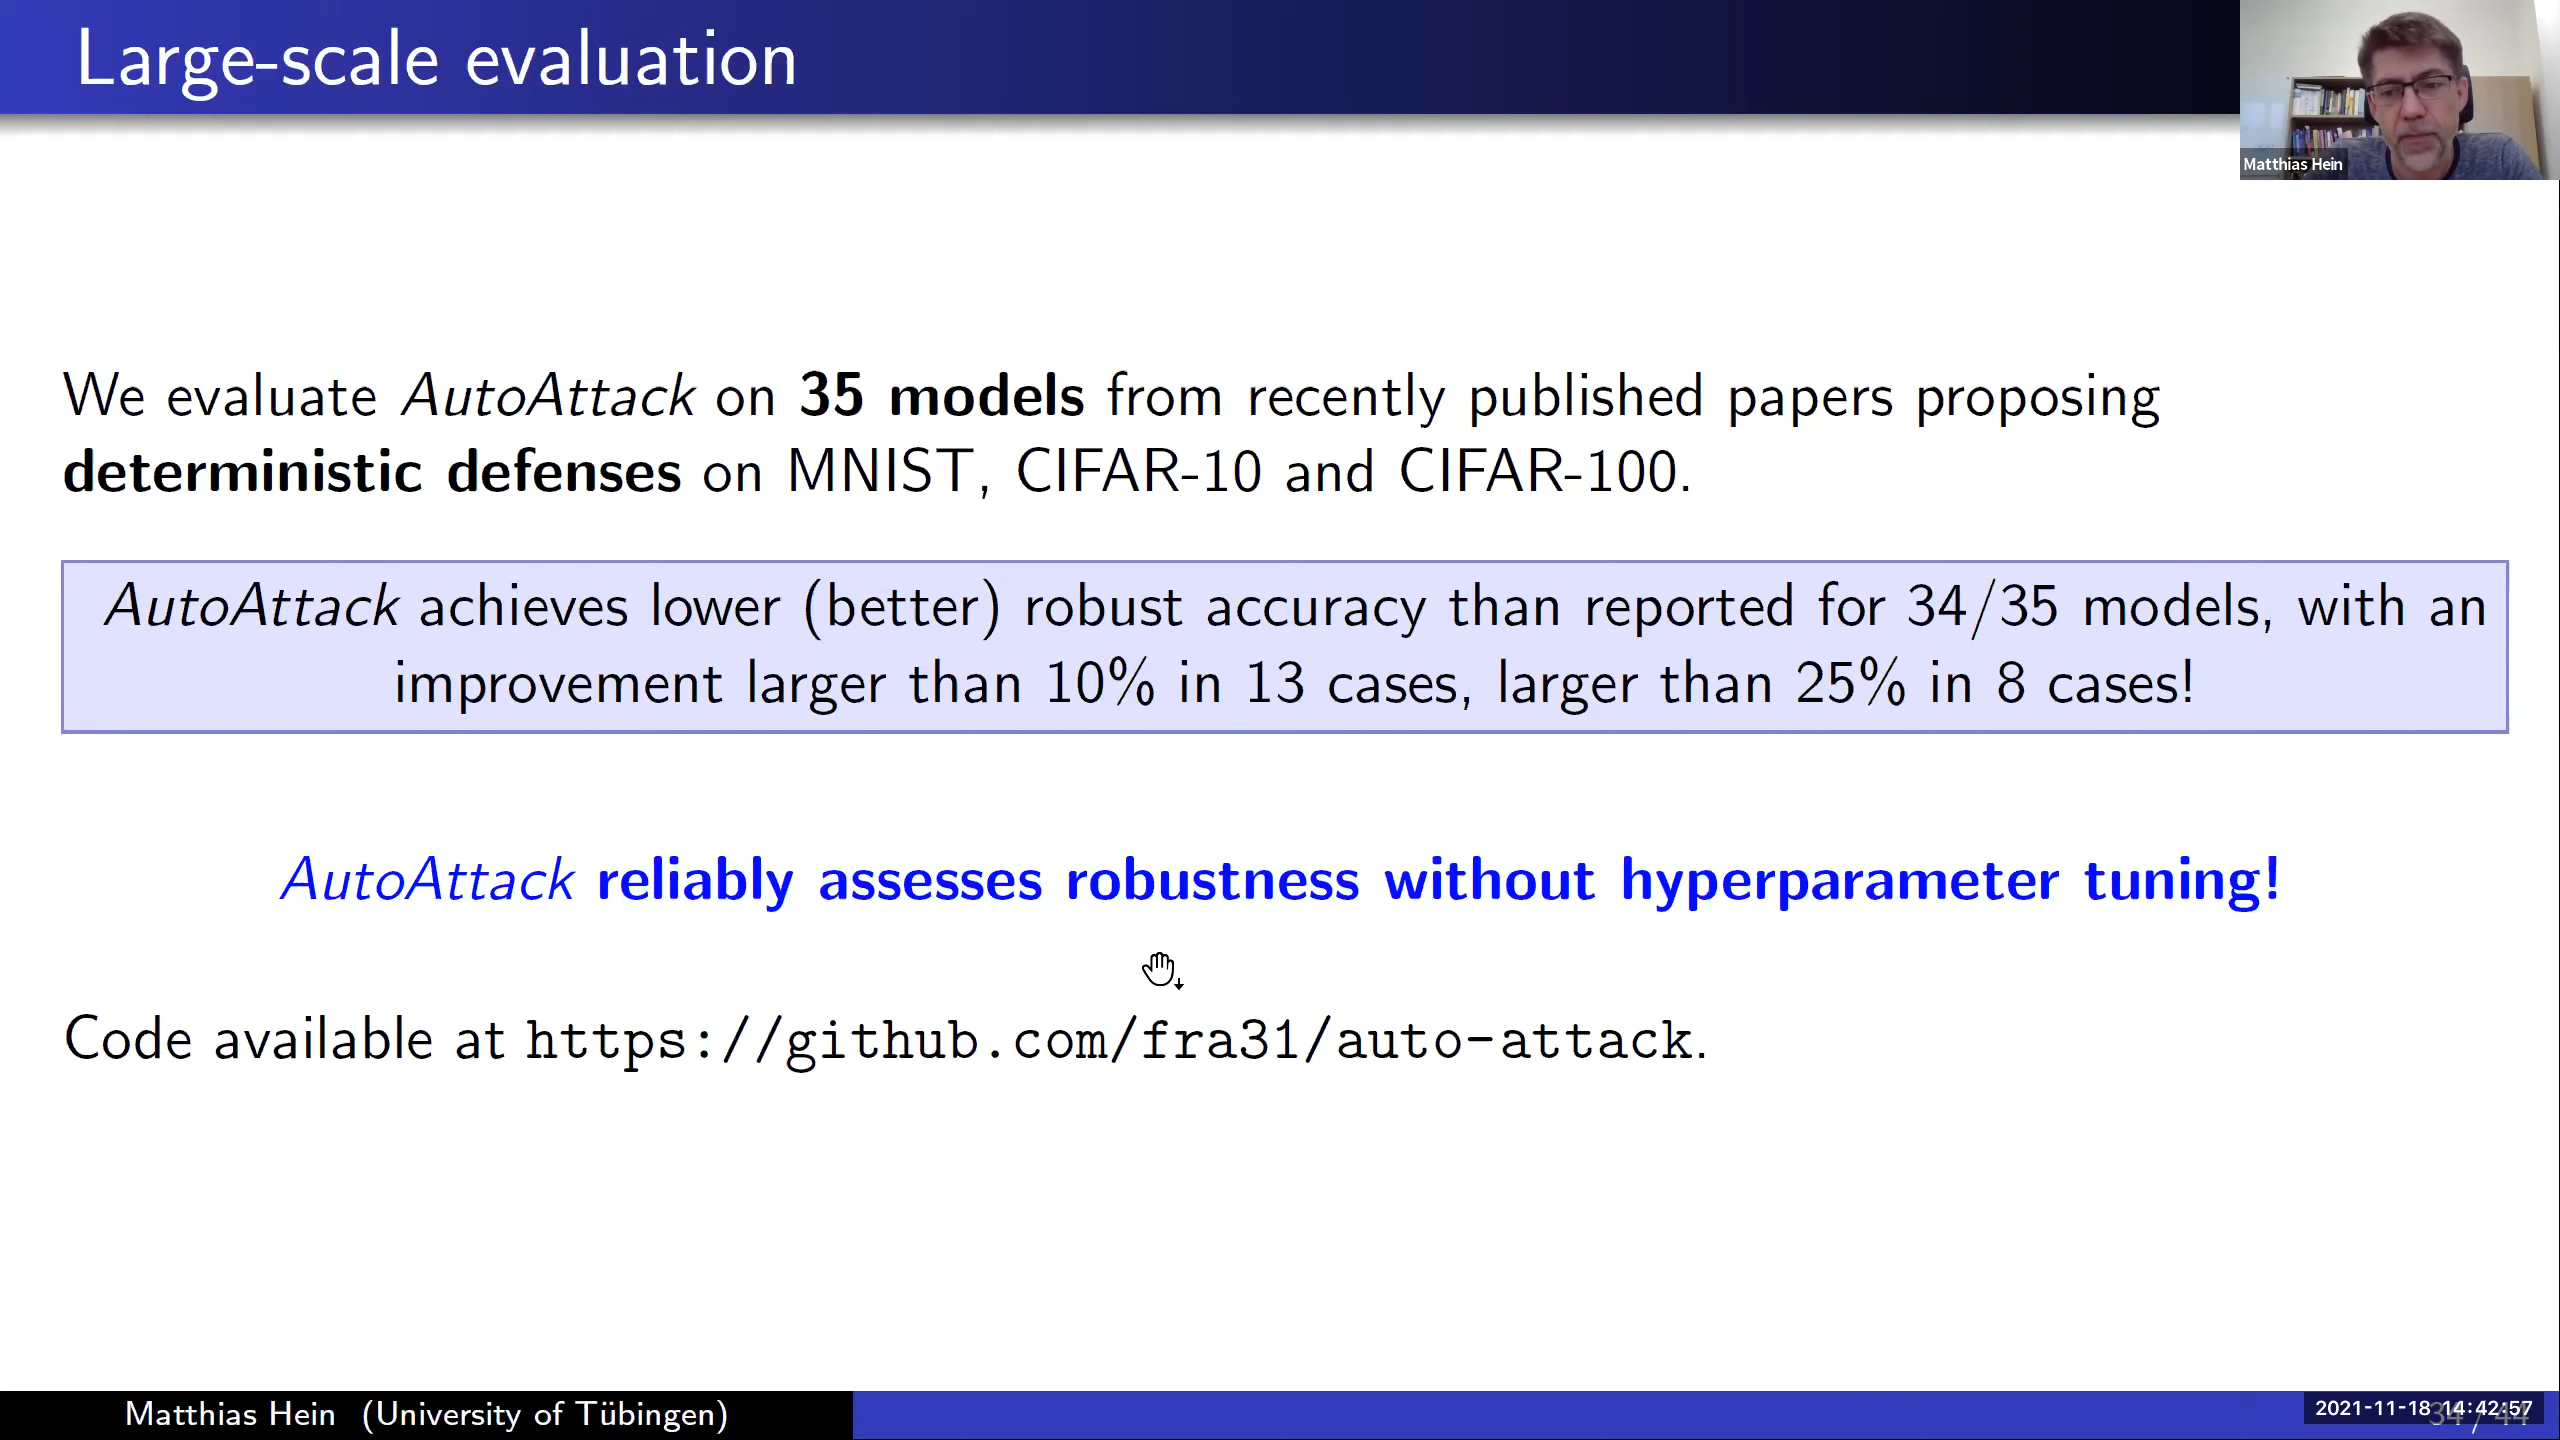 Large-scale evaluation
Matthias Hein
We evaluate AutoAttack on 35 models from recently published papers proposing
deterministic defenses on MNIST, CIFAR-10 and CIFAR-100.
AutoAttack achieves lower (better) robust accuracy than reported for 34/35 models, with an
improvement larger than 10% in 13 cases, larger than 25% in 8 cases!
AutoAttack reliably assesses robustness without hyperparameter tuning!
Code available at https://github.com/fra31/auto-attack.
Matthias Hein (University of Tübingen)
2021-11-18 14:42:57
34 / 44